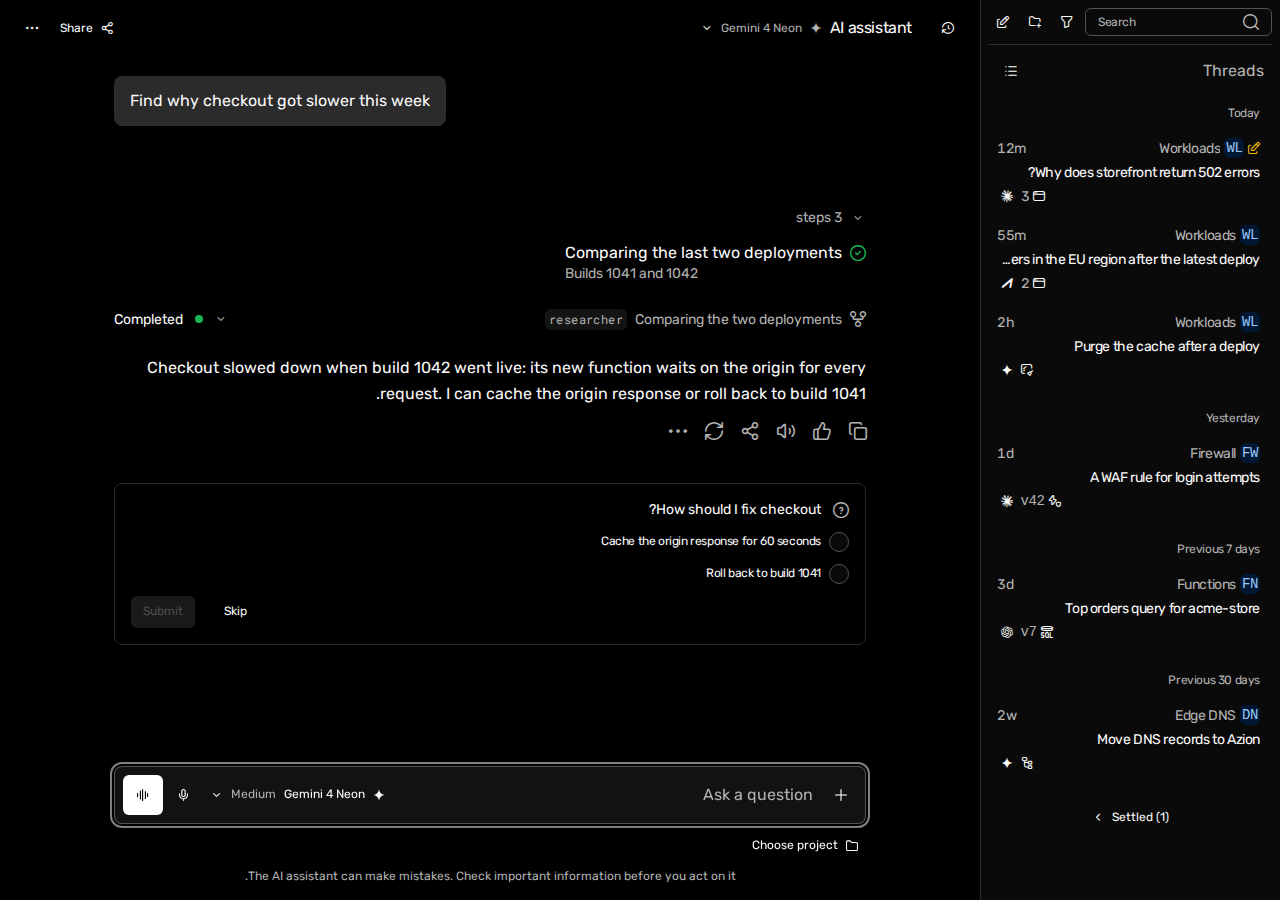 Share
Gemini 4 Neon
AI assistant
Search
Threads
Find why checkout got slower this week
Today
12m
Workloads WL
?Why does storefront return 502 errors
3
55m
Workloads WL
...ers in the EU region after the latest deploy
2
2h
Workloads WL
Purge the cache after a deploy
Yesterday
1d
Firewall FW
A WAF rule for login attempts
v42
Previous 7 days
3d
Functions FN
Top orders query for acme-store
v7 SQL
Previous 30 days
2w
Edge DNS DN
Move DNS records to Azion
Settled (1)
steps 3
Comparing the last two deployments
Builds 1041 and 1042
Completed
researcher Comparing the two deployments
Checkout slowed down when build 1042 went live: its new function waits on the origin for every
.request. I can cache the origin response or roll back to build 1041
?How should I fix checkout
Cache the origin response for 60 seconds
Roll back to build 1041
Submit
Skip
Medium Gemini 4 Neon
Ask a question
Choose project
.The AI assistant can make mistakes. Check important information before you act on it